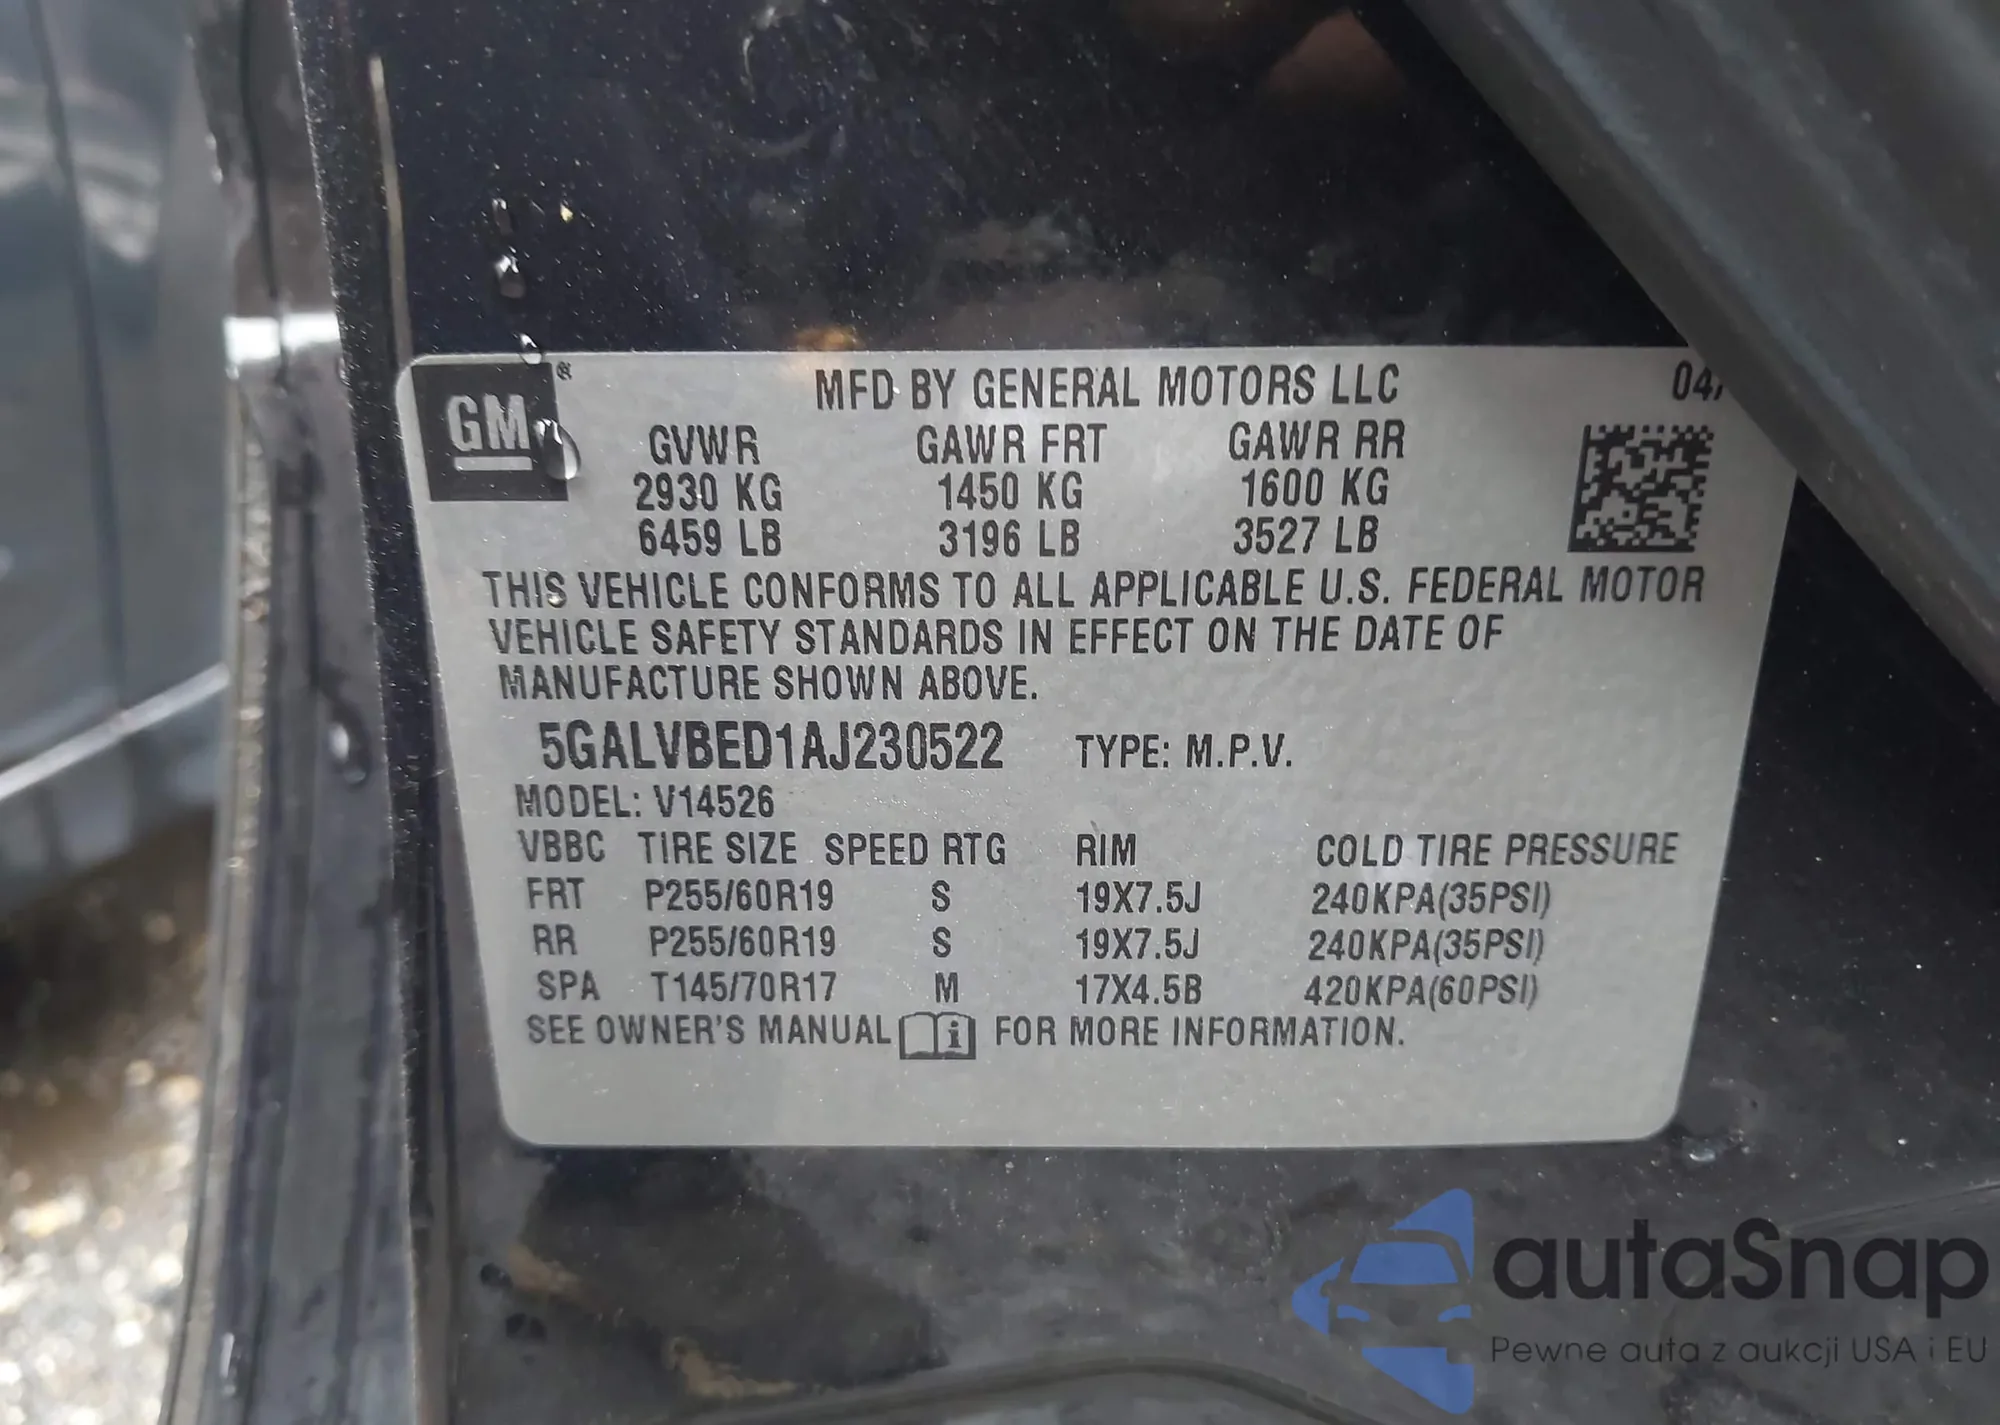 GM ® MFD BY GENERAL MOTORS LLC 04/
GVWR GAWR FRT GAWR RR
2930 KG 1450 KG 1600 KG
6459 LB 3196 LB 3527 LB
THIS VEHICLE CONFORMS TO ALL APPLICABLE U.S. FEDERAL MOTOR
VEHICLE SAFETY STANDARDS IN EFFECT ON THE DATE OF
MANUFACTURE SHOWN ABOVE.
5GALVBED1AJ230522 TYPE: M.P.V.
MODEL: V14526
VBBC TIRE SIZE SPEED RTG RIM COLD TIRE PRESSURE
FRT P255/60R19 S 19X7.5J 240KPA(35PSI)
RR P255/60R19 S 19X7.5J 240KPA(35PSI)
SPA T145/70R17 M 17X4.5B 420KPA(60PSI)
SEE OWNER'S MANUAL i FOR MORE INFORMATION.
autaSnap
Pewne auta z aukcji USA i EU